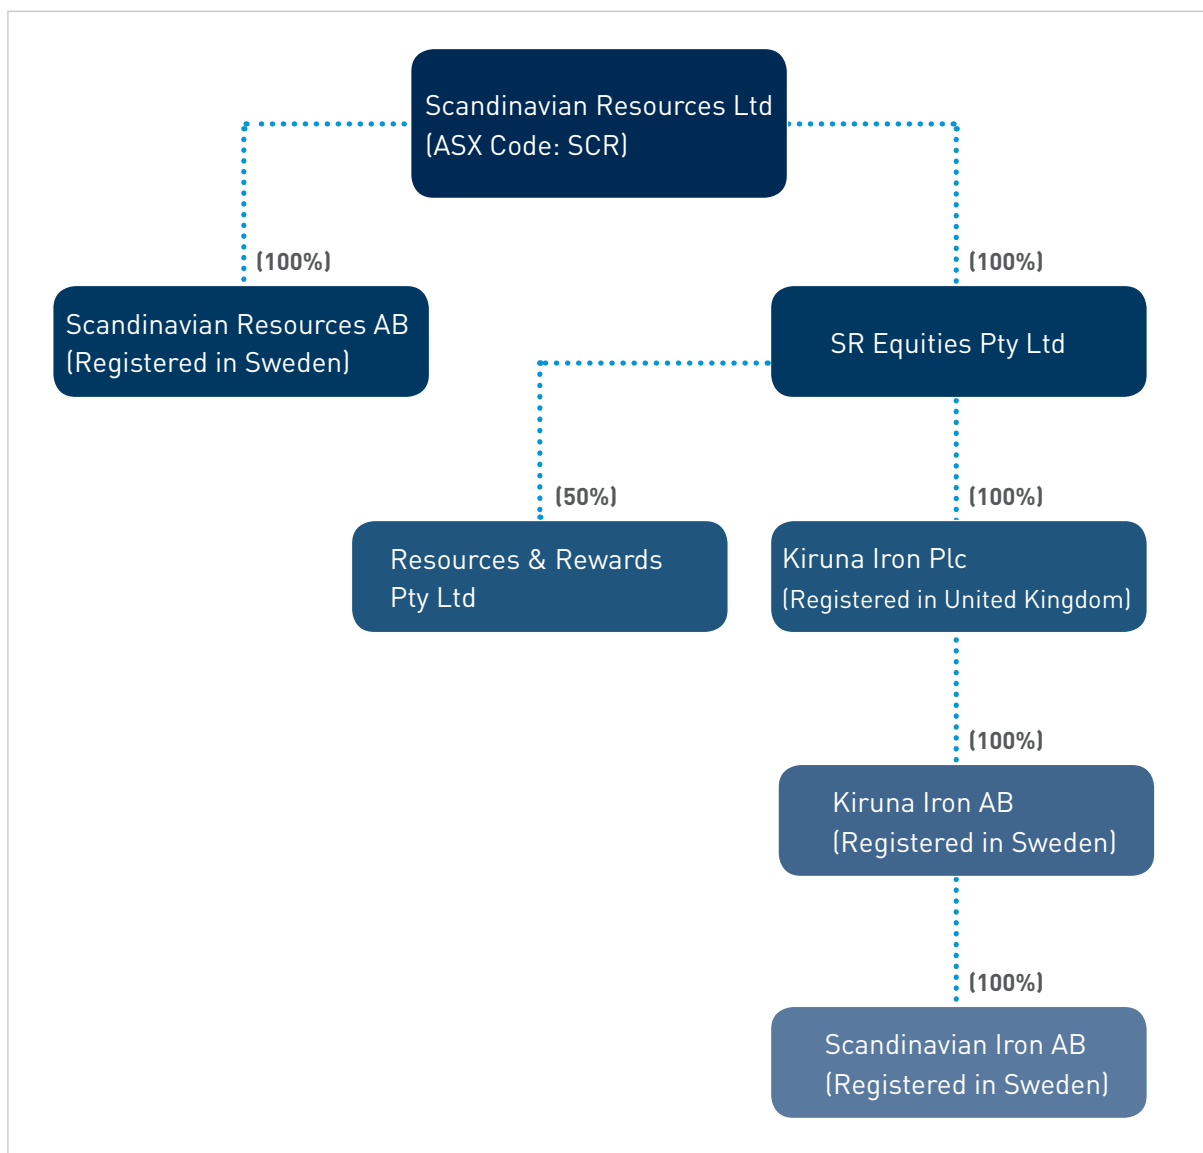 Scandinavian Resources Ltd
(ASX Code: SCR)
(100%)
(100%)
Scandinavian Resources AB
(Registered in Sweden)
SR Equities Pty Ltd
(50%)
(100%)
Resources & Rewards
Pty Ltd
Kiruna Iron Plc
(Registered in United Kingdom)
(100%)
Kiruna Iron AB
(Registered in Sweden)
(100%)
Scandinavian Iron AB
(Registered in Sweden)